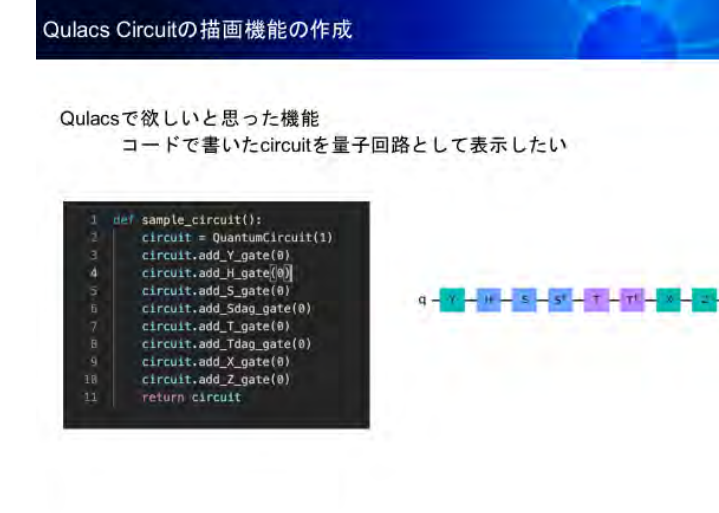 Qulacs Circuitの描画機能の作成
Qulacsで欲しいと思った機能
コードで書いたcircuitを量子回路として表示したい
1 def sample_circuit():
2 circuit = QuantumCircuit(1)
3 circuit.add_Y_gate(0)
4 circuit.add_H_gate(0)
5 circuit.add_S_gate(0)
6 circuit.add_Sdag_gate(0)
7 circuit.add_T_gate(0)
8 circuit.add_Tdag_gate(0)
9 circuit.add_X_gate(0)
10 circuit.add_Z_gate(0)
11 return circuit
q Y H S S† T T† X Z